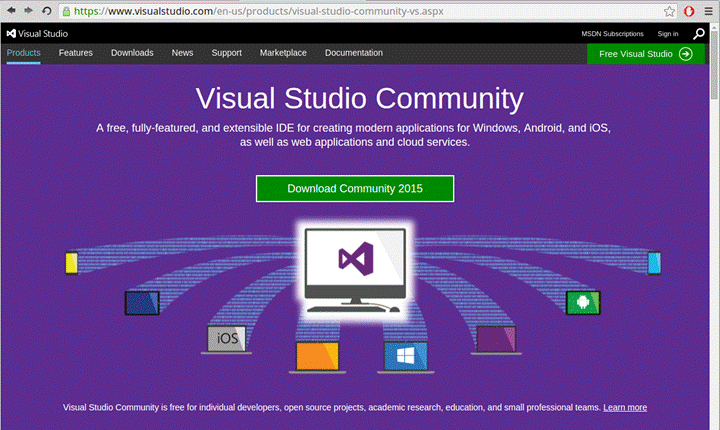 https://www.visualstudio.com/en-us/products/visual-studio-community-vs.aspx
Visual Studio
MSDN Subscriptions Sign in
Products Features Downloads News Support Marketplace Documentation
Free Visual Studio
Visual Studio Community
A free, fully-featured, and extensible IDE for creating modern applications for Windows, Android, and iOS,
as well as web applications and cloud services.
Download Community 2015
iOS
Visual Studio Community is free for individual developers, open source projects, academic research, education, and small professional teams. Learn more